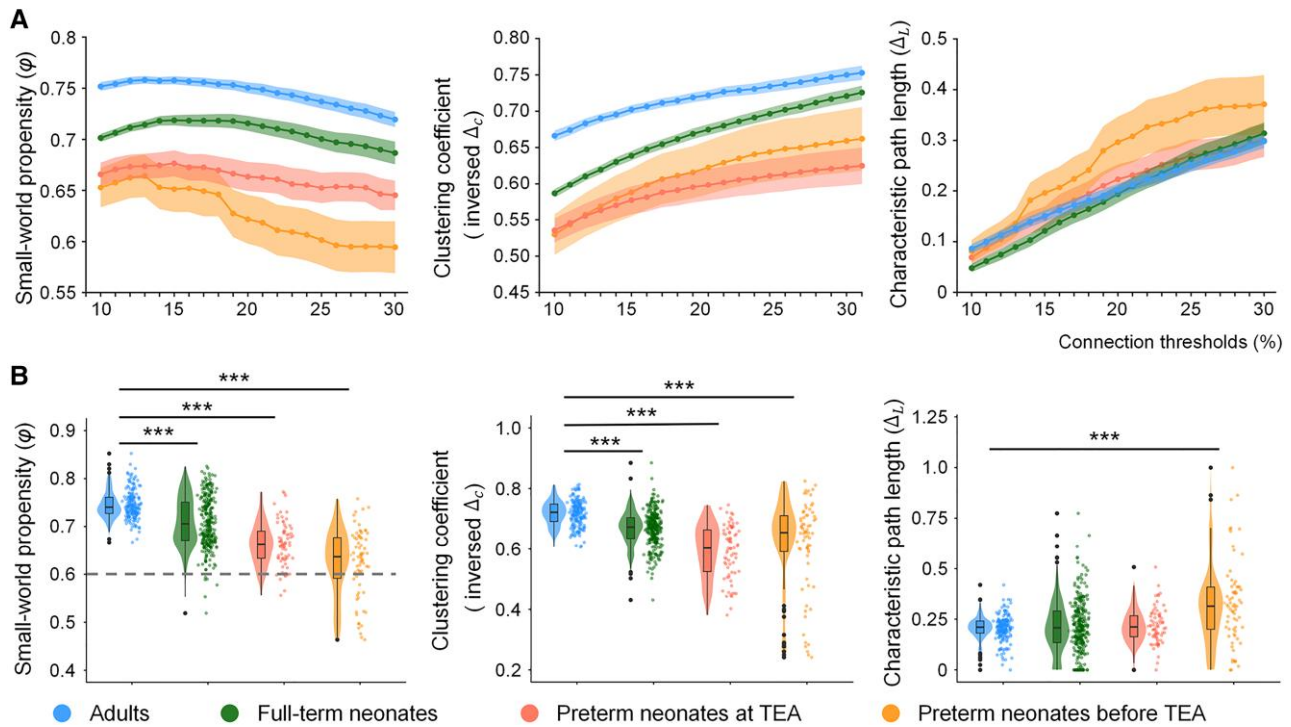 A
Small-world propensity (φ)
0.8
0.75
0.7
0.65
0.6
0.55
10 15 20 25 30
Clustering coefficient
( inversed Δc)
0.80
0.75
0.70
0.65
0.60
0.55
0.50
0.45
10 15 20 25 30
Characteristic path length (ΔL)
0.5
0.4
0.3
0.2
0.1
0
10 15 20 25 30
Connection thresholds (%)
B
Small-world propensity (φ)
0.9
0.8
0.7
0.6
0.5
0.4
***
***
***
Clustering coefficient
( inversed Δc)
1.0
0.8
0.6
0.4
0.2
***
***
***
Characteristic path length (ΔL)
1.25
1.0
0.75
0.50
0.25
0
***
Adults
Full-term neonates
Preterm neonates at TEA
Preterm neonates before TEA